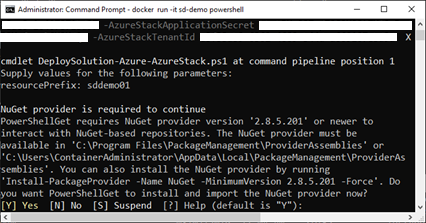 Administrator: Command Prompt - docker run -it sd-demo powershell
-AzureStackApplicationSecret
-AzureStackTenantId X
cmdlet DeploySolution-Azure-AzureStack.ps1 at command pipeline position 1
Supply values for the following parameters:
resourcePrefix: sddemo01
NuGet provider is required to continue
PowerShellGet requires NuGet provider version '2.8.5.201' or newer to
interact with NuGet-based repositories. The NuGet provider must be
available in 'C:\Program Files\PackageManagement\ProviderAssemblies' or
'C:\Users\ContainerAdministrator\AppData\Local\PackageManagement\ProviderAs
semblies'. You can also install the NuGet provider by running
'Install-PackageProvider -Name NuGet -MinimumVersion 2.8.5.201 -Force'. Do
you want PowerShellGet to install and import the NuGet provider now?
[Y] Yes [N] No [S] Suspend [?] Help (default is "Y"):